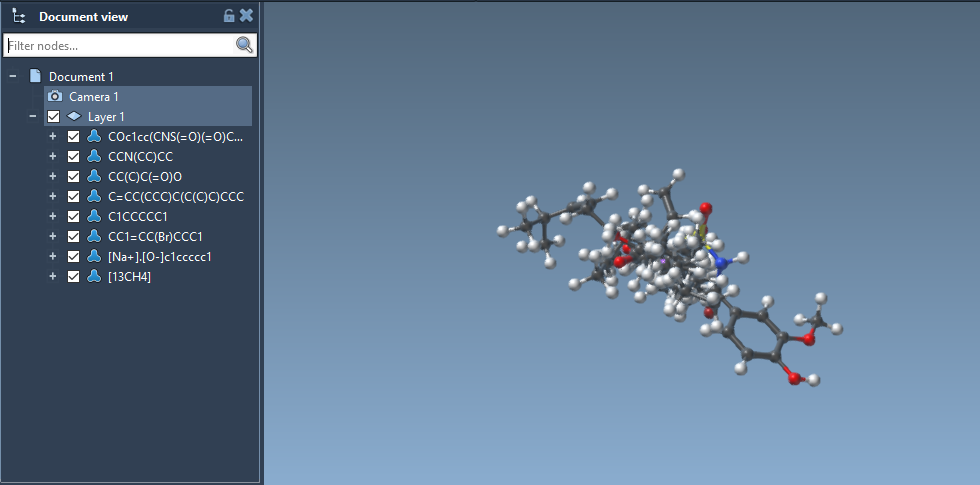 Document view
Filter nodes...
Document 1
Camera 1
Layer 1
COc1cc(CNS(=O)(=O)C...
CCN(CC)CC
CC(C)C(=O)O
C=CC(CCC)C(C(C)C)CCC
C1CCCCC1
CC1=CC(Br)CCC1
[Na+].[O-]c1ccccc1
[13CH4]